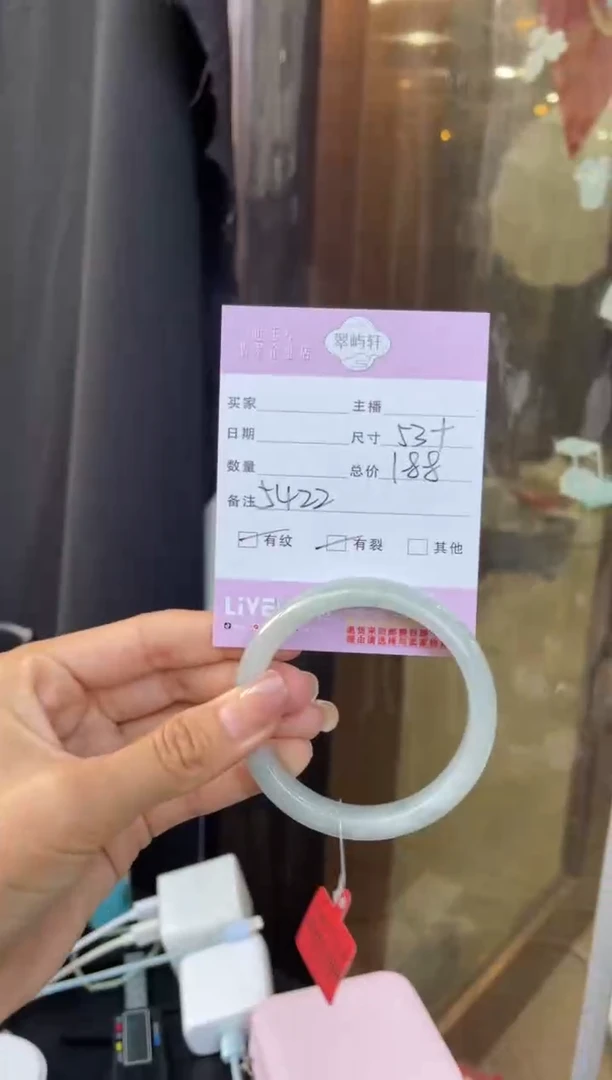 翠屿轩
买家 主播
日期 尺寸 53+
数量 总价 188
备注 5422
有纹 有裂 其他
LIVE